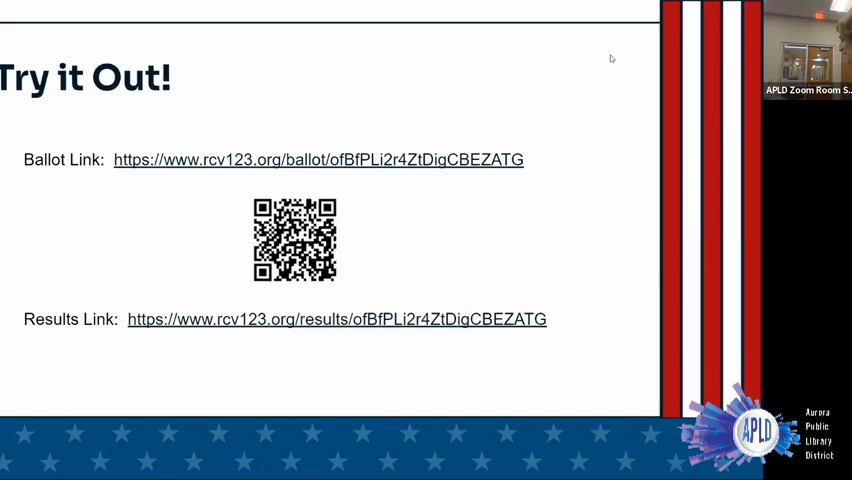 Try it Out!
APLD Zoom Room S...
Ballot Link: https://www.rcv123.org/ballot/ofBfPLi2r4ZtDigCBEZATG
Results Link: https://www.rcv123.org/results/ofBfPLi2r4ZtDigCBEZATG
APLD
Aurora
Public
Library
District